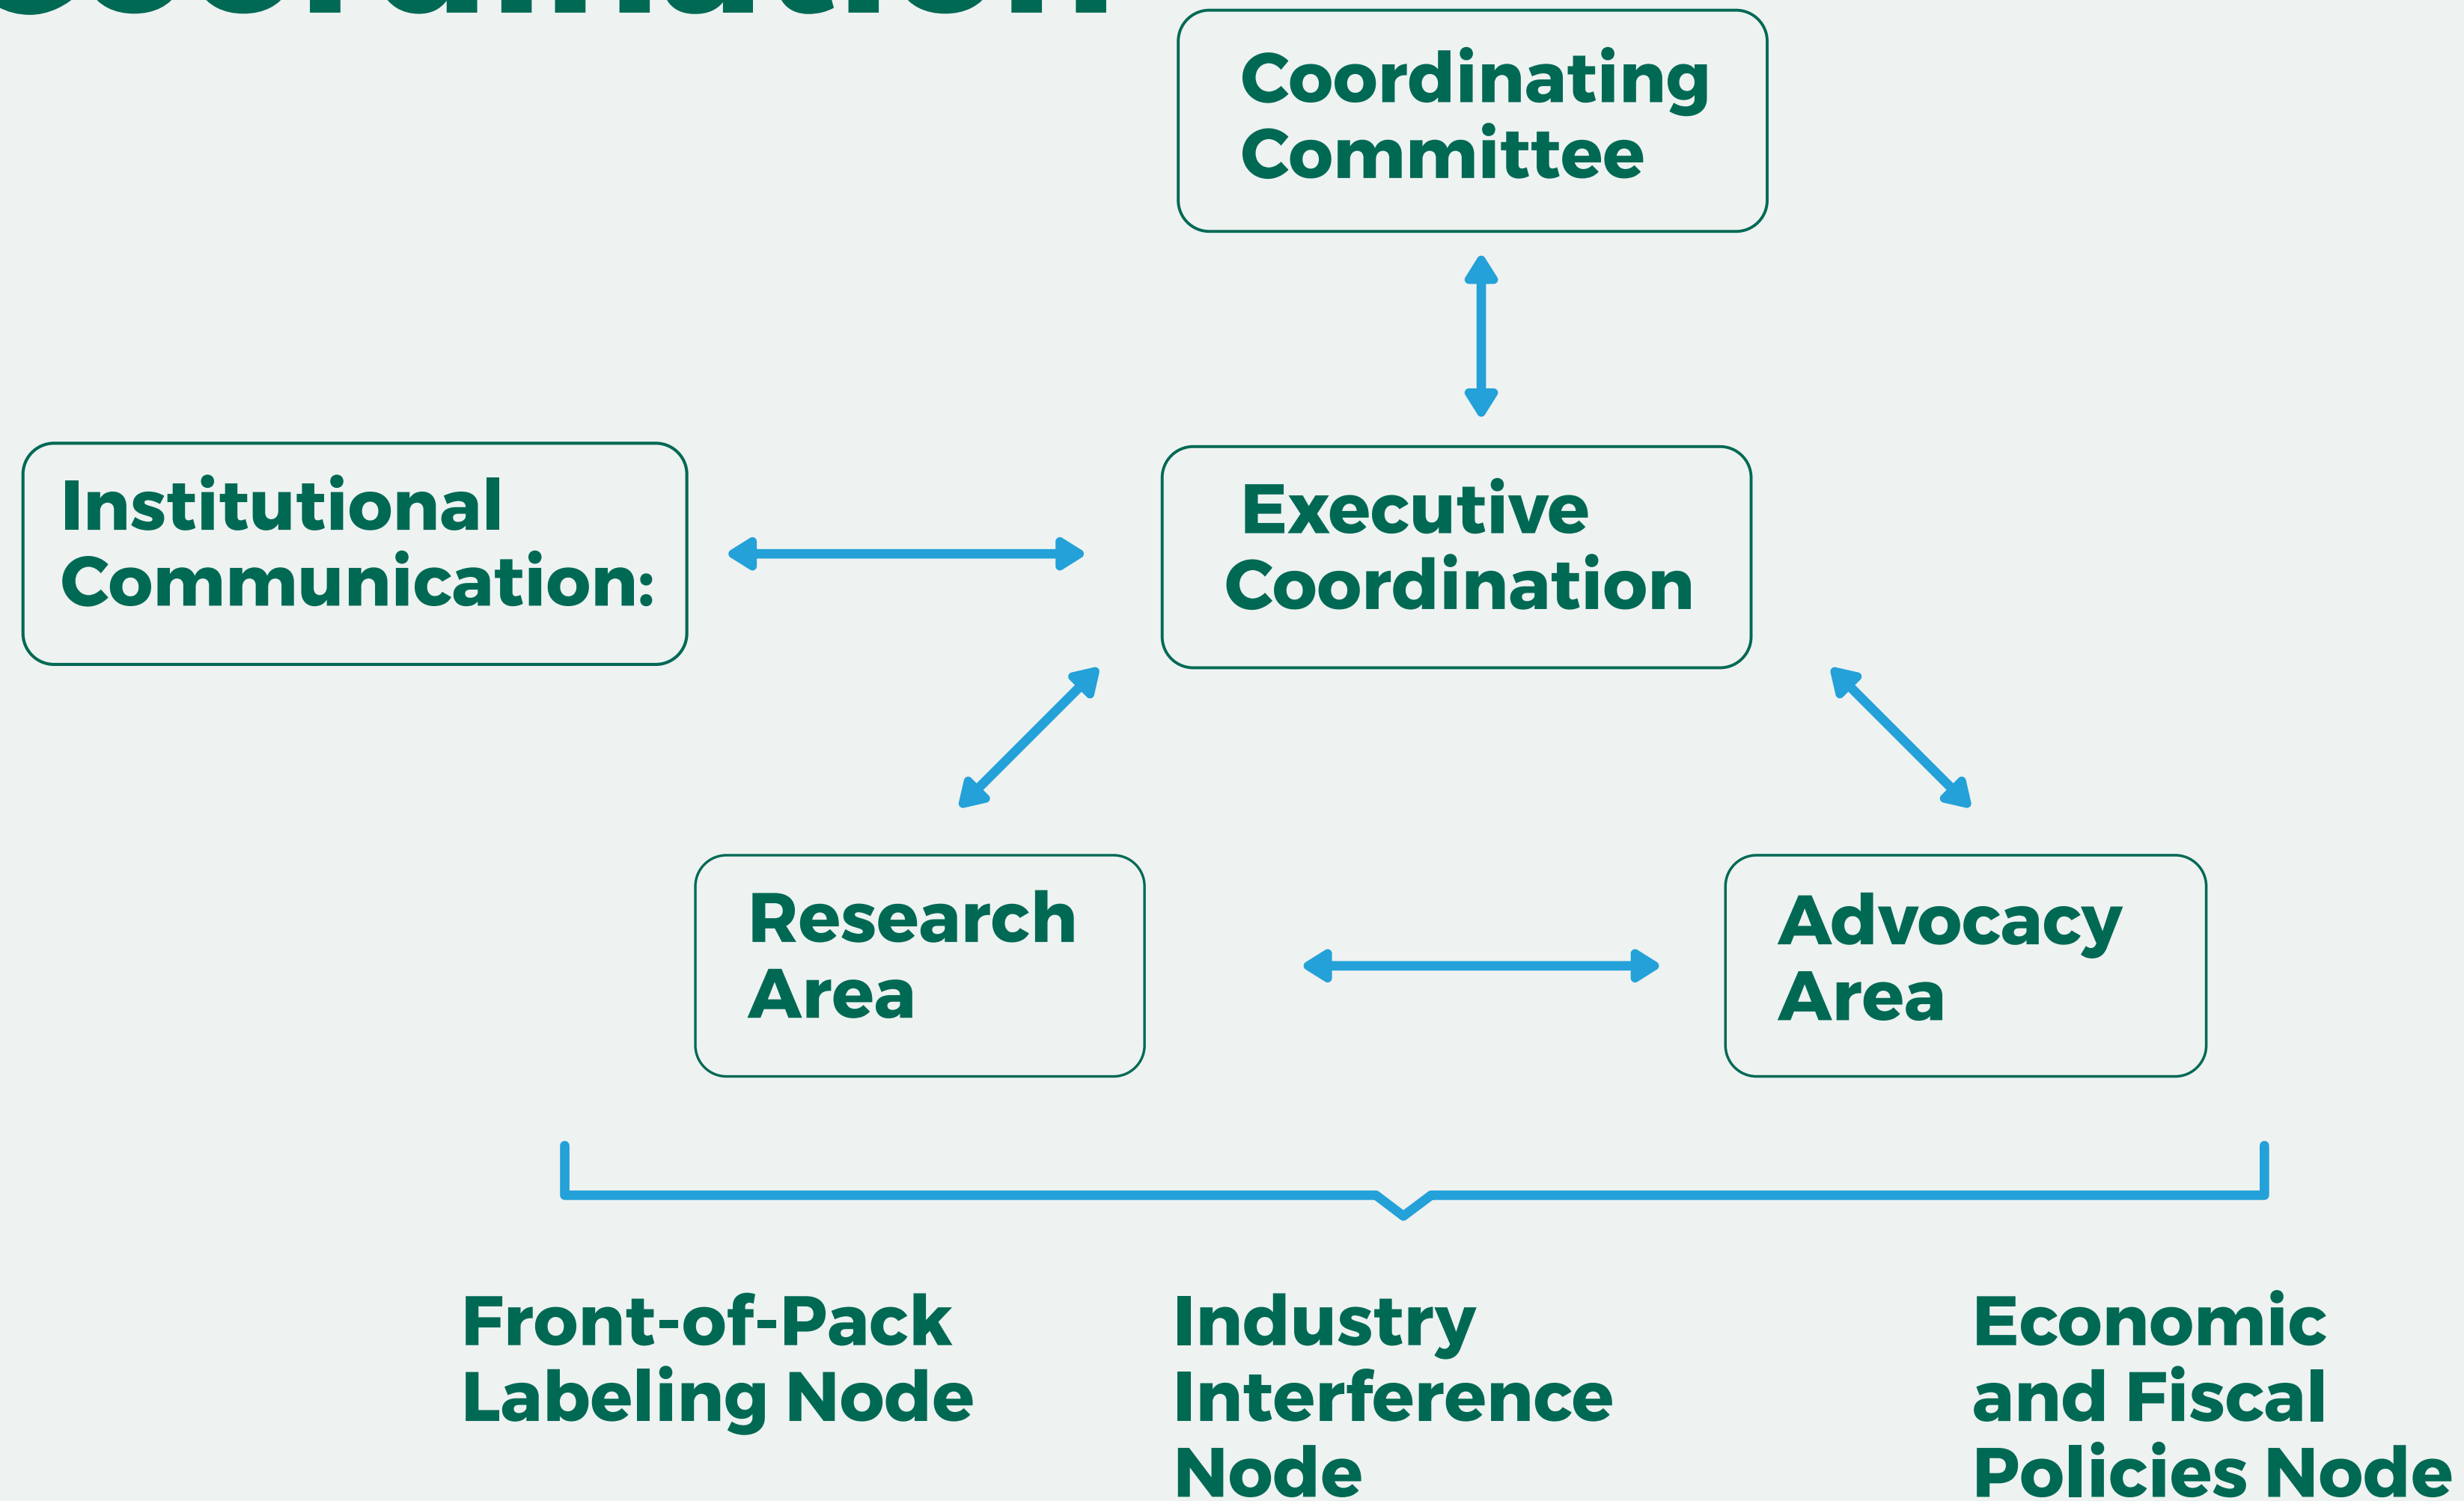 Coordinating
Committee
Institutional
Communication:
Executive
Coordination
Research
Area
Advocacy
Area
Front-of-Pack
Labeling Node
Industry
Interference
Node
Economic
and Fiscal
Policies Node